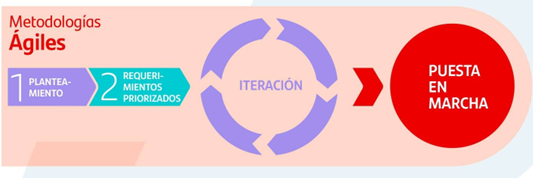 Metodologías
Ágiles
1 PLANTEA-
MIENTO
2 REQUERI-
MIENTOS
PRIORIZADOS
ITERACIÓN
PUESTA
EN
MARCHA